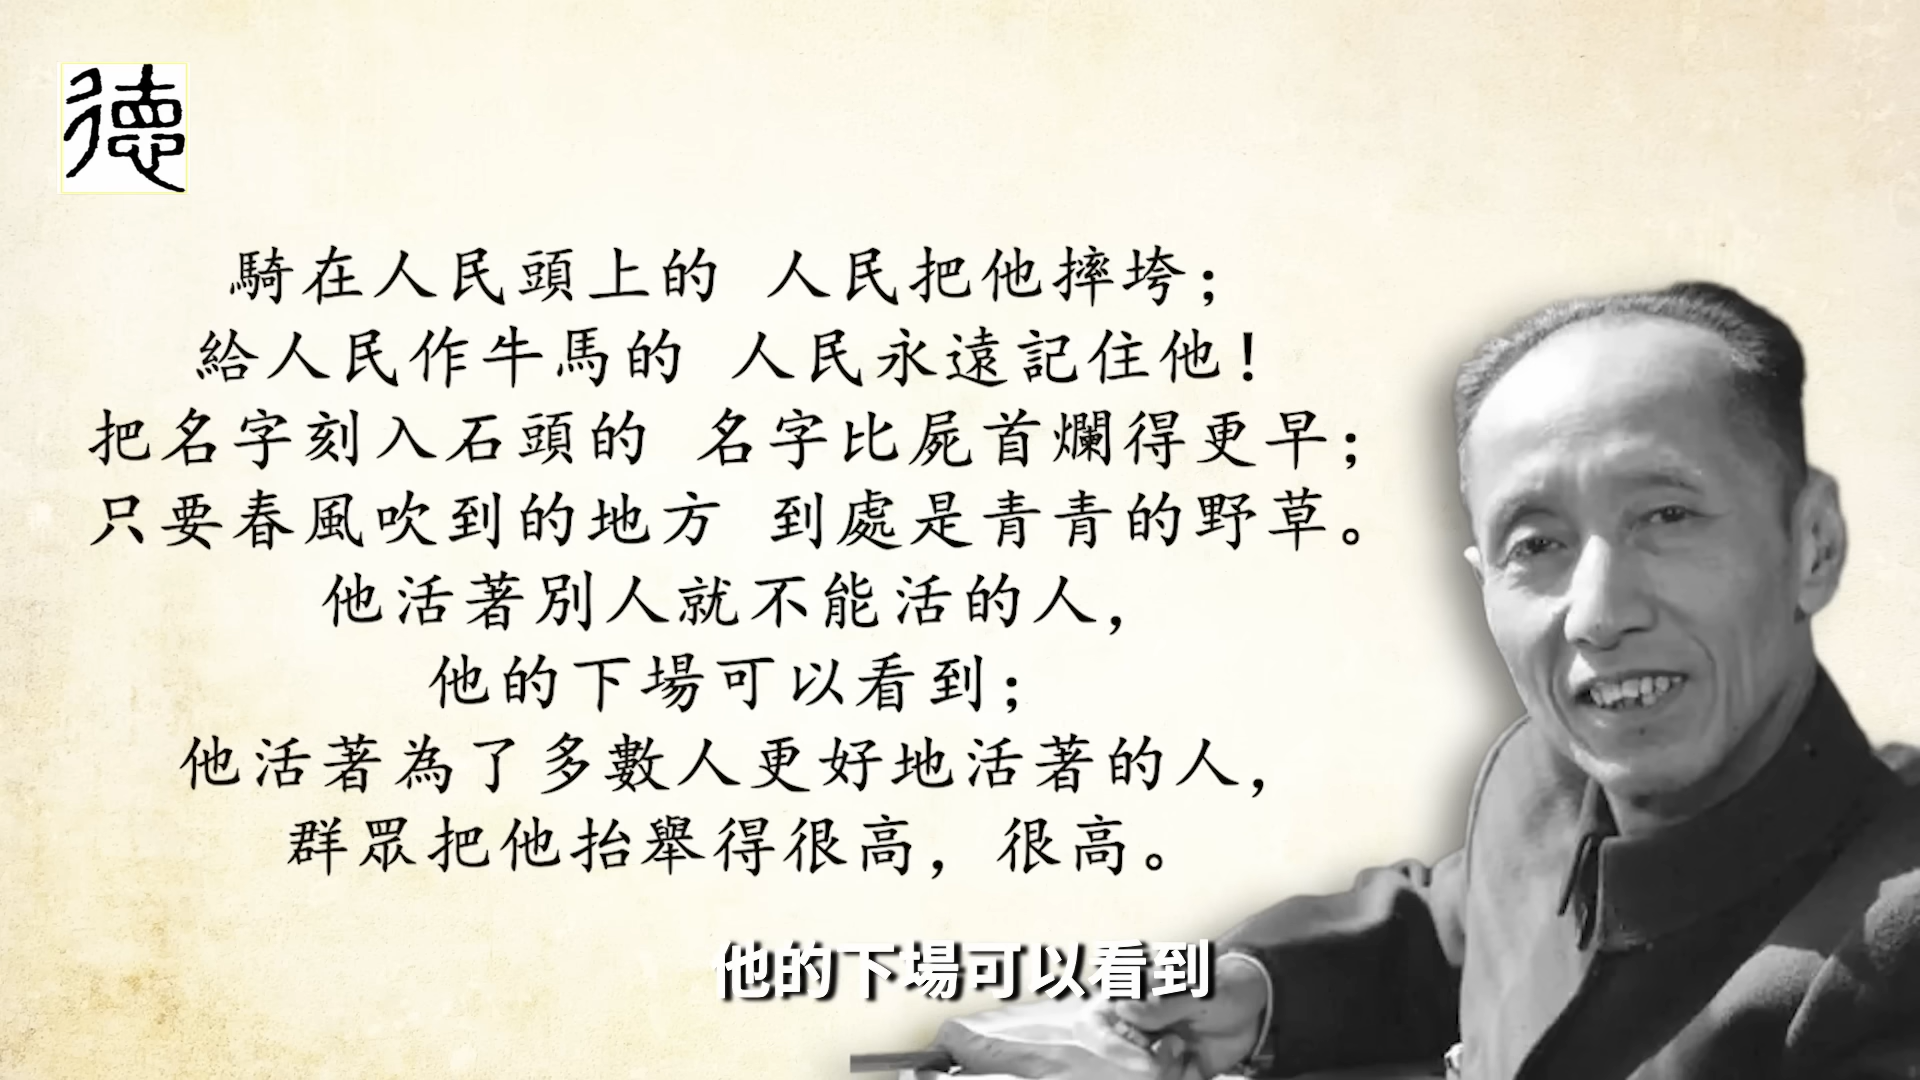 德
騎在人民頭上的 人民把他摔垮；
給人民作牛馬的 人民永遠記住他！
把名字刻入石頭的 名字比屍首爛得更早；
只要春風吹到的地方 到處是青青的野草。
他活著別人就不能活的人，
他的下場可以看到；
他活著為了多數人更好地活著的人，
群眾把他抬舉得很高，很高。
他的下場可以看到